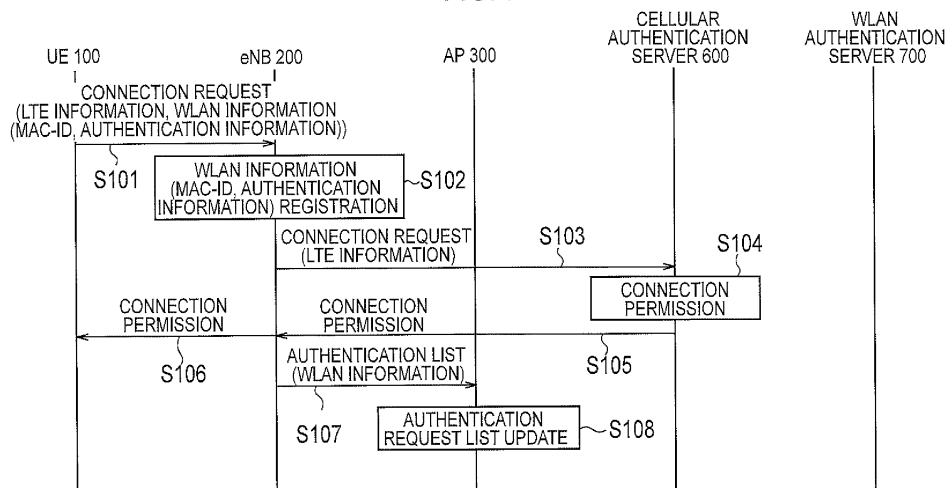 CELLULAR
AUTHENTICATION
SERVER 600
WLAN
AUTHENTICATION
SERVER 700
UE 100
eNB 200
AP 300
CONNECTION REQUEST
(LTE INFORMATION, WLAN INFORMATION
(MAC-ID, AUTHENTICATION INFORMATION))
S101
WLAN INFORMATION
(MAC-ID, AUTHENTICATION
INFORMATION) REGISTRATION
S102
CONNECTION REQUEST
(LTE INFORMATION)
S103
S104
CONNECTION
PERMISSION
CONNECTION
PERMISSION
CONNECTION
PERMISSION
S106
S105
AUTHENTICATION LIST
(WLAN INFORMATION)
S107
AUTHENTICATION
REQUEST LIST UPDATE
S108